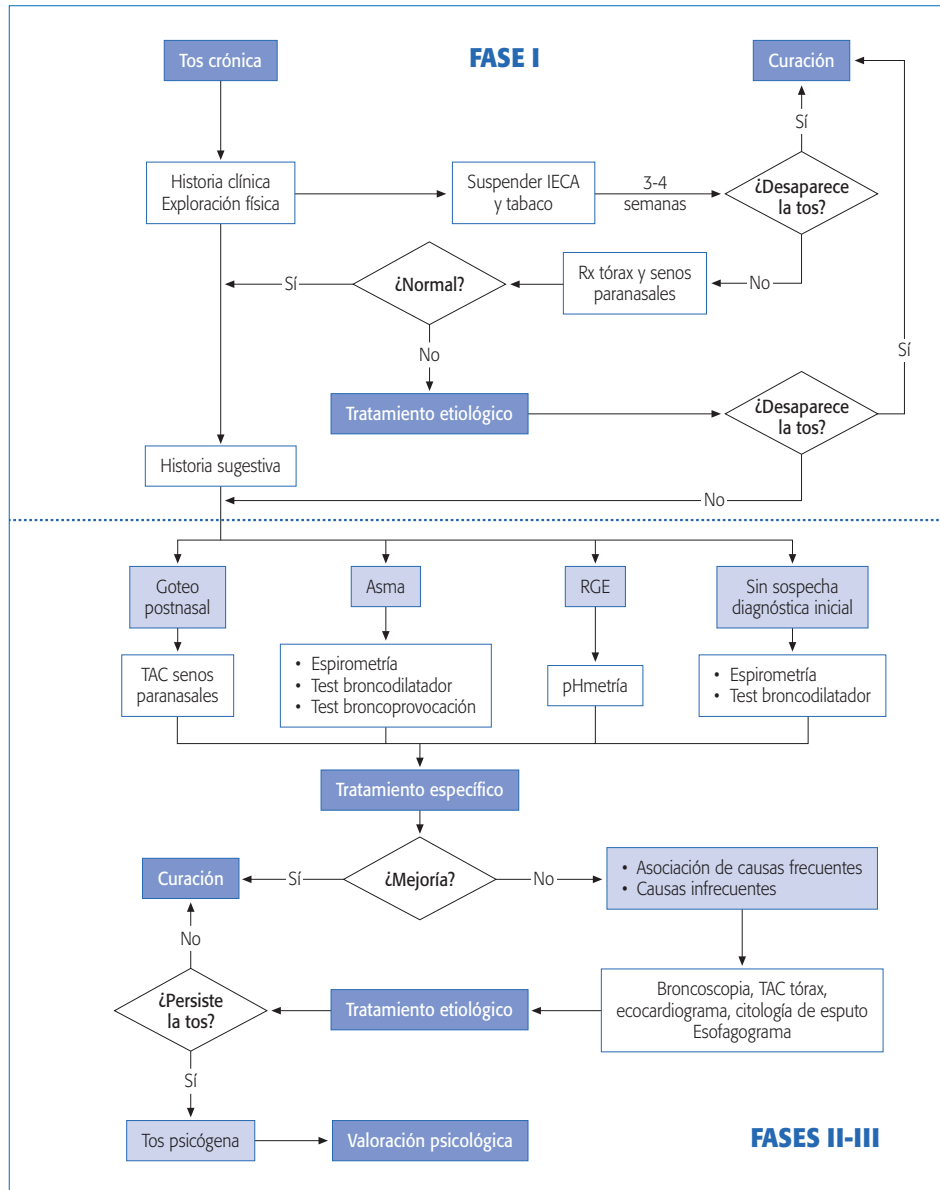 Tos crónica
FASE I
Curación
Sí
Historia clínica
Exploración física
Suspender IECA
y tabaco
3-4
semanas
¿Desaparece
la tos?
Sí
¿Normal?
Rx tórax y senos
paranasales
No
No
Sí
Tratamiento etiológico
¿Desaparece
la tos?
Historia sugestiva
No
Goteo
postnasal
Asma
RGE
Sin sospecha
diagnóstica inicial
TAC senos
paranasales
• Espirometría
• Test broncodilatador
• Test broncoprovocación
pHmetría
• Espirometría
• Test broncodilatador
Tratamiento específico
Curación
Sí
¿Mejoría?
No
• Asociación de causas frecuentes
• Causas infrecuentes
No
¿Persiste
la tos?
Tratamiento etiológico
Broncoscopia, TAC tórax,
ecocardiograma, citología de esputo
Esofagograma
Sí
Tos psicógena
Valoración psicológica
FASES II-III